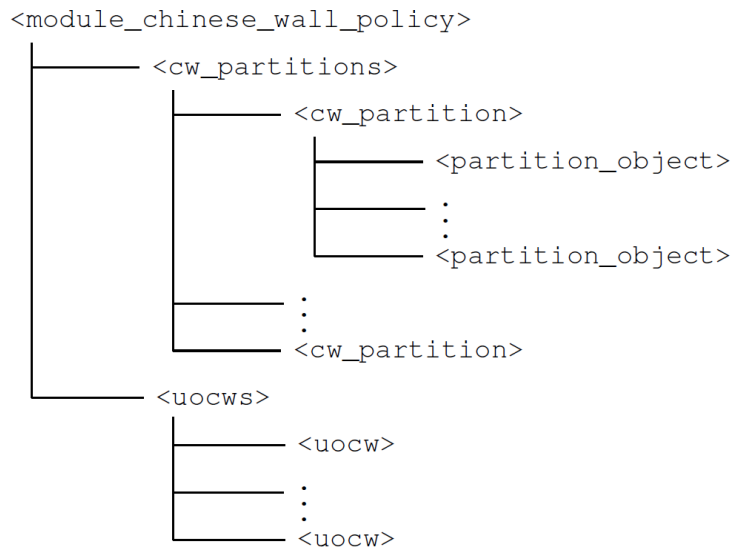 <module_chinese_wall_policy>
<cw_partitions>
<cw_partition>
<partition_object>
⋮
<partition_object>
⋮
<cw_partition>
<uocws>
<uocw>
⋮
<uocw>